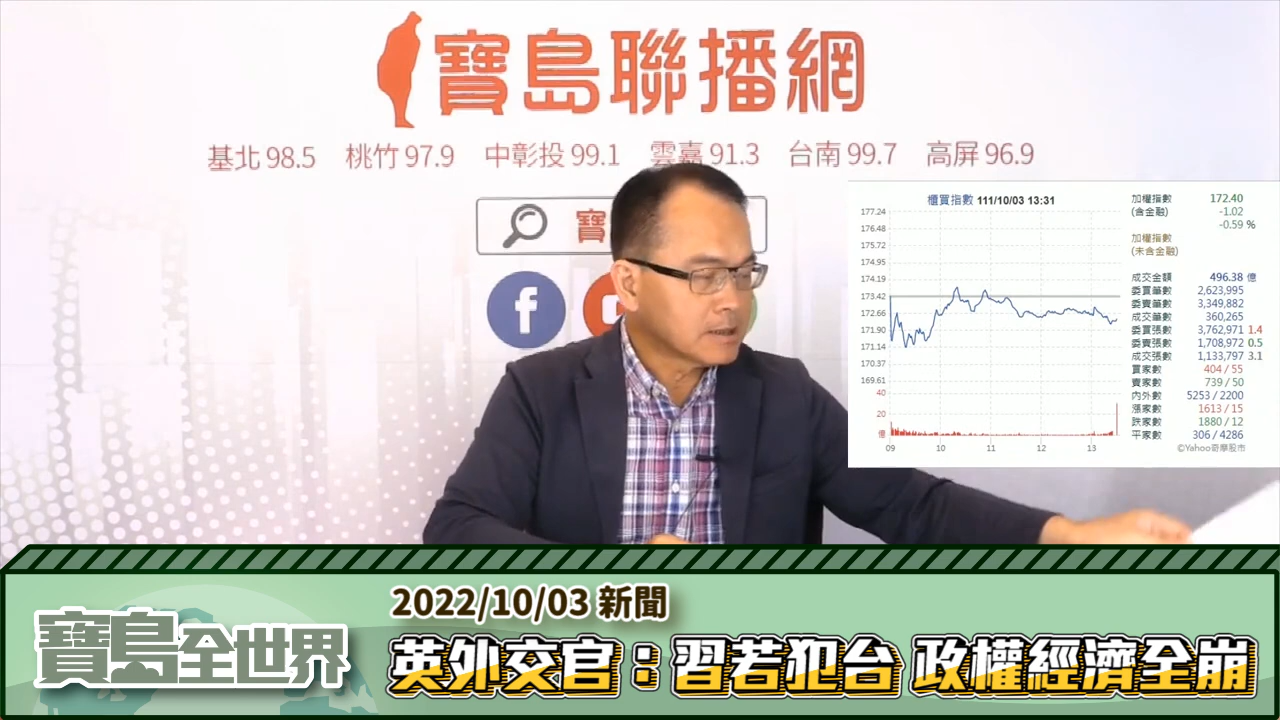 寶島聯播網
基北 98.5 桃竹 97.9 中彰投 99.1 雲嘉 91.3 台南 99.7 高屏 96.9
寶
f
櫃買指數 111/10/03 13:31
177.24
176.48
175.72
174.95
174.19
173.42
172.66
171.90
171.14
170.37
169.61
40
20
億
09 10 11 12 13
加權指數 172.40
(含金融) -1.02
-0.59 %
加權指數
(未含金融)
成交金額 496.38 億
委買筆數 2,623,995
委賣筆數 3,349,882
成交筆數 360,265
委買張數 3,762,971 1.4
委賣張數 1,708,972 0.5
成交張數 1,133,797 3.1
買家數 404 / 55
賣家數 739 / 50
內外數 5253 / 2200
漲家數 1613 / 15
跌家數 1880 / 12
平家數 306 / 4286
©Yahoo奇摩股市
2022/10/03 新聞
寶島全世界
英外交官：習若犯台 政權經濟全崩